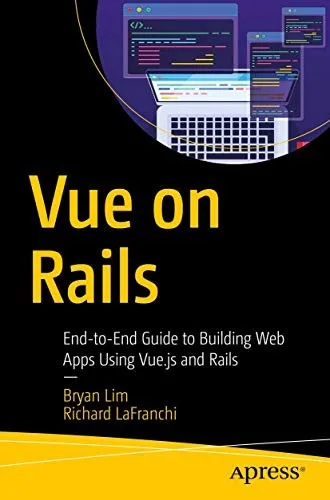 </>
Vue on
Rails
End-to-End Guide to Building Web
Apps Using Vue.js and Rails
—
Bryan Lim
Richard LaFranchi
Apress®